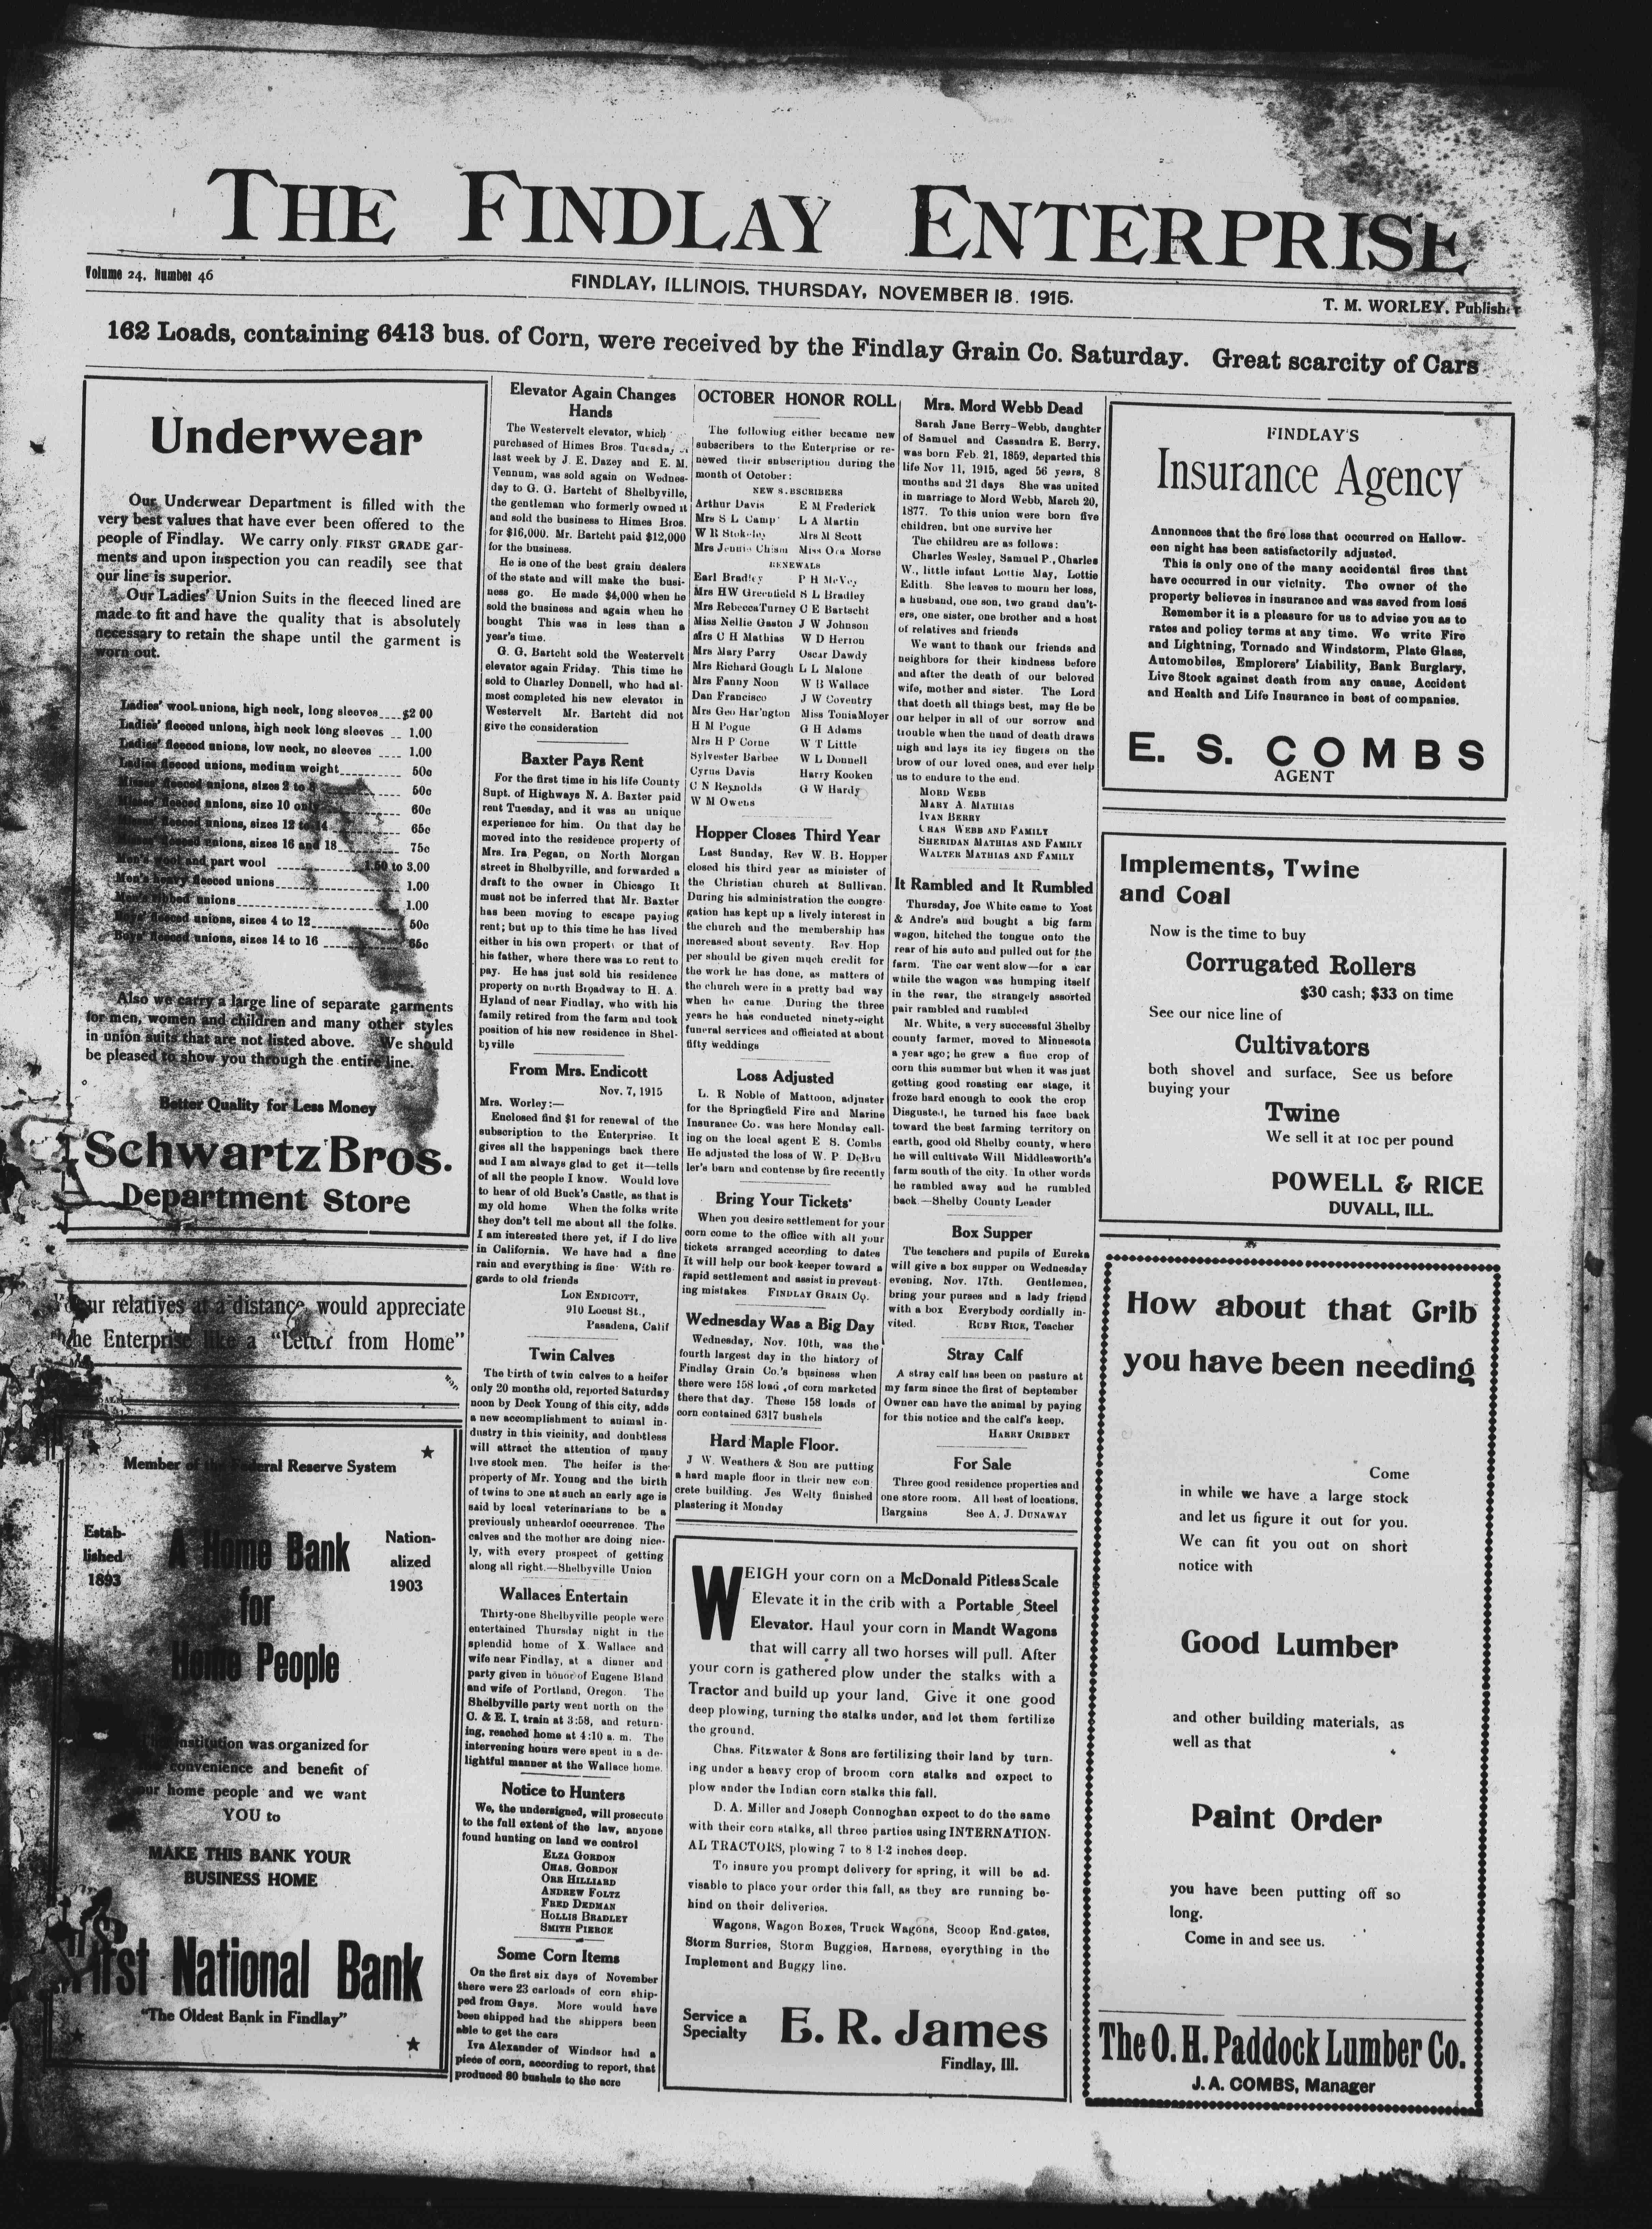 THE FINDLAY ENTERPRISE
Volume 24. Number 46
FINDLAY, ILLINOIS, THURSDAY, NOVEMBER 18. 1915.
T. M. WORLEY, Publisher
162 Loads, containing 6413 bus. of Corn, were received by the Findlay Grain Co. Saturday. Great scarcity of Cars
Underwear
Our Underwear Department is filled with the
very best values that have ever been offered to the
people of Findlay. We carry only FIRST GRADE gar-
ments and upon inspection you can readily see that
our line is superior.
Our Ladies' Union Suits in the fleeced lined are
made to fit and have the quality that is absolutely
necessary to retain the shape until the garment is
worn out.
Ladies' wool unions, high neck, long sleeves $2 00
Ladies' fleeced unions, high neck long sleeves 1.00
Ladies' fleeced unions, low neck, no sleeves 1.00
Ladies fleeced unions, medium weight 50c
Misses' fleeced unions, sizes 2 to 8 50c
Misses' fleeced unions, size 10 only 60c
Misses' fleeced unions, sizes 12 to 14 65c
Misses' fleeced unions, sizes 16 and 18 75c
Men's wool and part wool 1.50 to 3.00
Men's heavy fleeced unions 1.00
Men's ribbed unions 1.00
Boys' fleeced unions, sizes 4 to 12 50c
Boys' fleeced unions, sizes 14 to 16 65c
Also we carry a large line of separate garments
for men, women and children and many other styles
in union suits that are not listed above. We should
be pleased to show you through the entire line.
Better Quality for Less Money
Schwartz Bros.
Department Store
ur relatives at a distance would appreciate
he Enterprise like a "Letter from Home"
Member of the Federal Reserve System
Estab-
lished
1893
A Home Bank
for
Home People
Nation-
alized
1903
institution was organized for
convenience and benefit of
our home people and we want
YOU to
MAKE THIS BANK YOUR
BUSINESS HOME
First National Bank
"The Oldest Bank in Findlay"
Elevator Again Changes
Hands
The Westervelt elevator, which
purchased of Himes Bros. Tuesday
last week by J. E. Dazey and E. M.
Vennum, was sold again on Wednes-
day to G. G. Bartcht of Shelbyville,
the gentleman who formerly owned it
and sold the business to Himes Bros.
for $16,000. Mr. Bartcht paid $12,000
for the business.
He is one of the best grain dealers
of the state and will make the busi-
ness go. He made $4,000 when he
sold the business and again when he
bought This was in less than a
year's time.
G. G. Bartcht sold the Westervelt
elevator again Friday. This time he
sold to Charley Donnell, who had al-
most completed his new elevator in
Westervelt Mr. Bartcht did not
give the consideration
Baxter Pays Rent
For the first time in his life County
Supt. of Highways N. A. Baxter paid
rent Tuesday, and it was an unique
experience for him. On that day he
moved into the residence property of
Mrs. Ira Pegan, on North Morgan
street in Shelbyville, and forwarded a
draft to the owner in Chicago It
must not be inferred that Mr. Baxter
has been moving to escape paying
rent; but up to this time he has lived
either in his own property or that of
his father, where there was no rent to
pay. He has just sold his residence
property on north Broadway to H. A.
Hyland of near Findlay, who with his
family retired from the farm and took
position of his new residence in Shel-
byville
From Mrs. Endicott
Nov. 7, 1915
Mrs. Worley:—
Enclosed find $1 for renewal of the
subscription to the Enterprise. It
gives all the happenings back there
and I am always glad to get it—tells
of all the people I know. Would love
to hear of old Buck's Castle, as that is
my old home When the folks write
they don't tell me about all the folks.
I am interested there yet, if I do live
in California. We have had a fine
rain and everything is fine With re
gards to old friends
LON ENDICOTT,
910 Locust St.,
Pasadena, Calif
Twin Calves
The birth of twin calves to a heifer
only 20 months old, reported Saturday
noon by Deck Young of this city, adds
a new accomplishment to animal in-
dustry in this vicinity, and doubtless
will attract the attention of many
live stock men. The heifer is the
property of Mr. Young and the birth
of twins to one at such an early age is
said by local veterinarians to be a
previously unheardof occurrence. The
calves and the mother are doing nice-
ly, with every prospect of getting
along all right.—Shelbyville Union
Wallaces Entertain
Thirty-one Shelbyville people were
entertained Thursday night in the
splendid home of X. Wallace and
wife near Findlay, at a dinner and
party given in honor of Eugene Bland
and wife of Portland, Oregon. The
Shelbyville party went north on the
C. & E. I. train at 3:58, and return-
ing, reached home at 4:10 a. m. The
intervening hours were spent in a de-
lightful manner at the Wallace home.
Notice to Hunters
We, the undersigned, will prosecute
to the full extent of the law, anyone
found hunting on land we control
ELZA GORDON
CHAS. GORDON
ORR HILLIARD
ANDREW FOLTZ
FRED DEDMAN
HOLLIS BRADLEY
SMITH PIERCE
Some Corn Items
On the first six days of November
there were 23 carloads of corn ship-
ped from Gays. More would have
been shipped had the shippers been
able to get the cars
Iva Alexander of Windsor had a
piece of corn, according to report, that
produced 80 bushels to the acre
OCTOBER HONOR ROLL
The following either became new
subscribers to the Enterprise or re-
newed their subscription during the
month of October:
NEW S.BSCRIBERS
Arthur Davis E M Frederick
Mrs S L Camp L A Martin
W R Stokeley Mrs M Scott
Mrs Jennie Chism Miss Ora Morse
RENEWALS
Earl Bradley P H McVey
Mrs HW Greenfield S L Bradley
Mrs Rebecca Turney C E Bartscht
Miss Nellie Gaston J W Johnson
Mrs C H Mathias W D Herron
Mrs Mary Parry Oscar Dawdy
Mrs Richard Gough L L Malone
Mrs Fanny Noon W B Wallace
Dan Francisco J W Coventry
Mrs Geo Har'ngton Miss Tonia Moyer
H M Pogue G H Adams
Mrs H P Corne W T Little
Sylvester Barbee W L Donnell
Cyrus Davis Harry Kooken
C N Reynolds G W Hardy
W M Owens
Hopper Closes Third Year
Last Sunday, Rev W. B. Hopper
closed his third year as minister of
the Christian church at Sullivan.
During his administration the congre
gation has kept up a lively interest in
the church and the membership has
increased about seventy. Rev. Hop
per should be given much credit for
the work he has done, as matters of
the church were in a pretty bad way
when he came. During the three
years he has conducted ninety-eight
funeral services and officiated at about
fifty weddings
Loss Adjusted
L. R Noble of Mattoon, adjuster
for the Springfield Fire and Marine
Insurance Co. was here Monday call-
ing on the local agent E S. Combs
He adjusted the loss of W. P. DeBru
ler's barn and contense by fire recently
Bring Your Tickets
When you desire settlement for your
corn come to the office with all your
tickets arranged according to dates
It will help our book-keeper toward a
rapid settlement and assist in prevent-
ing mistakes FINDLAY GRAIN CO.
Wednesday Was a Big Day
Wednesday, Nov. 10th, was the
fourth largest day in the history of
Findlay Grain Co.'s business when
there were 158 load of corn marketed
there that day. These 158 loads of
corn contained 6317 bushels
Hard Maple Floor.
J W. Weathers & Son are putting
a hard maple floor in their new con
crete building. Jes Welty finished
plastering it Monday
Mrs. Mord Webb Dead
Sarah Jane Berry-Webb, daughter
of Samuel and Cassandra E. Berry,
was born Feb. 21, 1859, departed this
life Nov 11, 1915, aged 56 years, 8
months and 21 days She was united
in marriage to Mord Webb, March 20,
1877. To this union were born five
children, but one survive her
The children are as follows:
Charles Wesley, Samuel P., Charles
W., little infant Lottie May, Lottie
Edith. She leaves to mourn her loss,
a husband, one son, two grand dau't-
ers, one sister, one brother and a host
of relatives and friends
We want to thank our friends and
neighbors for their kindness before
and after the death of our beloved
wife, mother and sister. The Lord
that doeth all things best, may He be
our helper in all of our sorrow and
trouble when the hand of death draws
nigh and lays its icy fingers on the
brow of our loved ones, and ever help
us to endure to the end.
MORD WEBB
MARY A. MATHIAS
IVAN BERRY
CHAS WEBB AND FAMILY
SHERIDAN MATHIAS AND FAMILY
WALTER MATHIAS AND FAMILY
It Rambled and It Rumbled
Thursday, Joe White came to Yost
& Andre's and bought a big farm
wagon, hitched the tongue onto the
rear of his auto and pulled out for the
farm. The car went slow—for a car
while the wagon was humping itself
in the rear, the strangely assorted
pair rambled and rumbled
Mr. White, a very successful Shelby
county farmer, moved to Minnesota
a year ago; he grew a fine crop of
corn this summer but when it was just
getting good roasting ear stage, it
froze hard enough to cook the crop
Disgusted, he turned his face back
toward the best farming territory on
earth, good old Shelby county, where
he will cultivate Will Middlesworth's
farm south of the city. In other words
he rambled away and he rumbled
back.—Shelby County Leader
Box Supper
The teachers and pupils of Eureka
will give a box supper on Wednesday
evening, Nov. 17th. Gentlemen,
bring your purses and a lady friend
with a box Everybody cordially in-
vited. RUBY RICE, Teacher
Stray Calf
A stray calf has been on pasture at
my farm since the first of September
Owner can have the animal by paying
for this notice and the calf's keep.
HARRY CRIBBET
For Sale
Three good residence properties and
one store room. All best of locations.
Bargains See A. J. DUNAWAY
WEIGH your corn on a McDonald Pitless Scale
Elevate it in the crib with a Portable Steel
Elevator. Haul your corn in Mandt Wagons
that will carry all two horses will pull. After
your corn is gathered plow under the stalks with a
Tractor and build up your land. Give it one good
deep plowing, turning the stalks under, and let them fertilize
the ground.
Chas. Fitzwater & Sons are fertilizing their land by turn-
ing under a heavy crop of broom corn stalks and expect to
plow under the Indian corn stalks this fall.
D. A. Miller and Joseph Connoghan expect to do the same
with their corn stalks, all three parties using INTERNATION-
AL TRACTORS, plowing 7 to 8 1-2 inches deep.
To insure you prompt delivery for spring, it will be ad-
visable to place your order this fall, as they are running be-
hind on their deliveries.
Wagons, Wagon Boxes, Truck Wagons, Scoop End-gates,
Storm Surries, Storm Buggies, Harness, everything in the
Implement and Buggy line.
Service a
Specialty
E. R. James
Findlay, Ill.
FINDLAY'S
Insurance Agency
Annonnces that the fire loss that occurred on Hallow-
een night has been satisfactorily adjusted.
This is only one of the many accidental fires that
have occurred in our vicinity. The owner of the
property believes in insurance and was saved from loss
Remember it is a pleasure for us to advise you as to
rates and policy terms at any time. We write Fire
and Lightning, Tornado and Windstorm, Plate Glass,
Automobiles, Emplorers' Liability, Bank Burglary,
Live Stock against death from any cause, Accident
and Health and Life Insurance in best of companies.
E. S. COMBS
AGENT
Implements, Twine
and Coal
Now is the time to buy
Corrugated Rollers
$30 cash; $33 on time
See our nice line of
Cultivators
both shovel and surface, See us before
buying your
Twine
We sell it at 10c per pound
POWELL & RICE
DUVALL, ILL.
How about that Crib
you have been needing
Come
in while we have a large stock
and let us figure it out for you.
We can fit you out on short
notice with
Good Lumber
and other building materials, as
well as that
Paint Order
you have been putting off so
long.
Come in and see us.
The O. H. Paddock Lumber Co.
J. A. COMBS, Manager